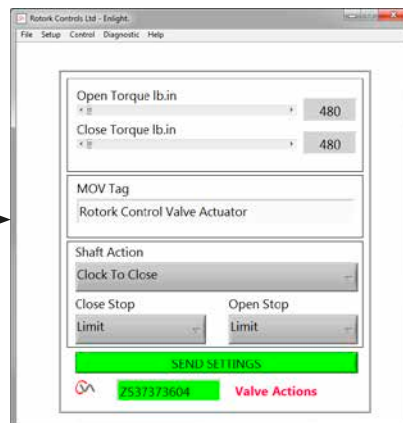 Rotork Controls Ltd - Enlight.
File Setup Control Diagnostic Help
Open Torque lb.in
480
Close Torque lb.in
480
MOV Tag
Rotork Control Valve Actuator
Shaft Action
Clock To Close
Close Stop Open Stop
Limit Limit
SEND SETTINGS
ZS37373604 Valve Actions